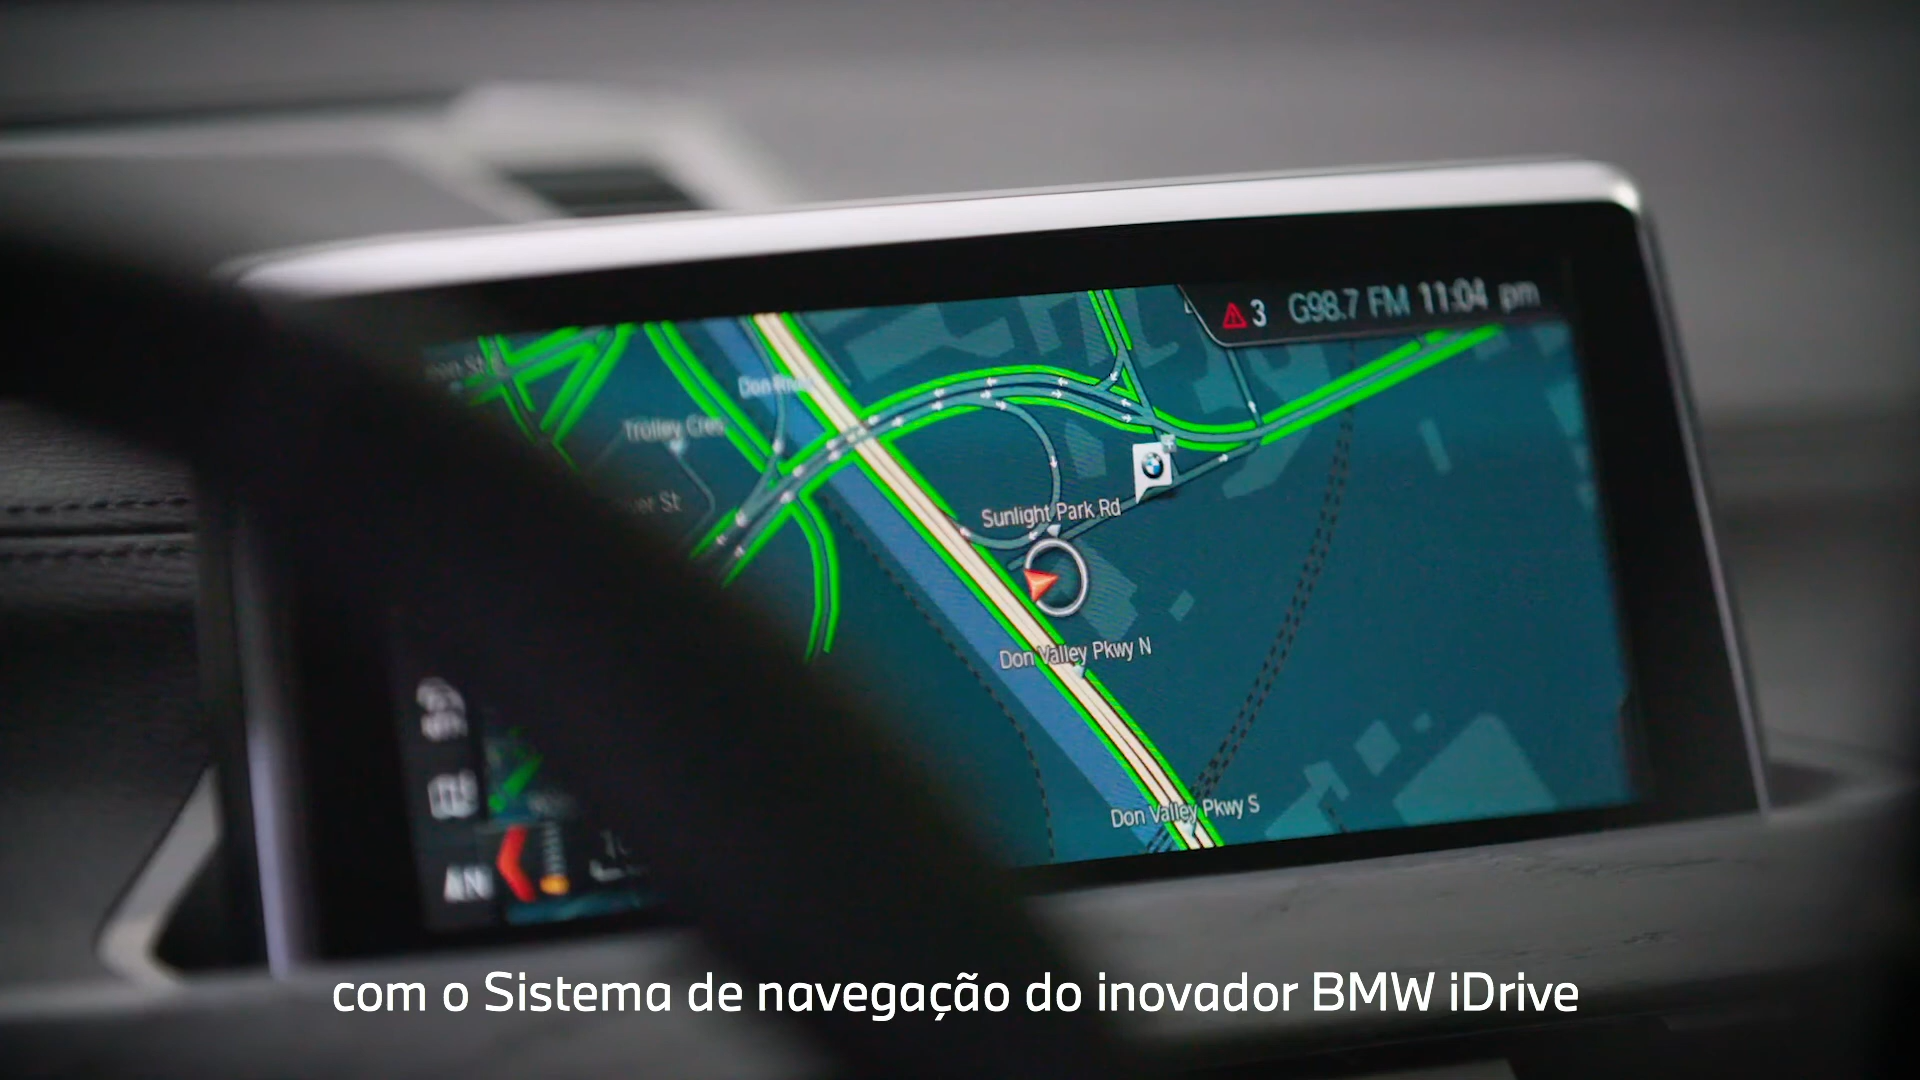 3 G98.7 FM 11:04 pm
Trolley Cres
Sunlight Park Rd
Don Valley Pkwy N
Don Valley Pkwy S
com o Sistema de navegação do inovador BMW iDrive